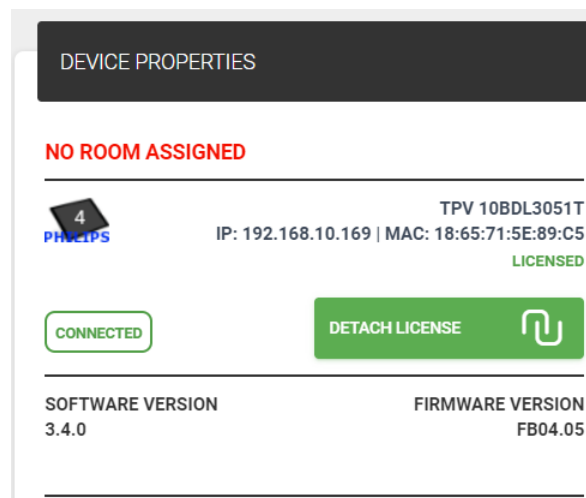 DEVICE PROPERTIES
NO ROOM ASSIGNED
4
PHILIPS
TPV 10BDL3051T
IP: 192.168.10.169 | MAC: 18:65:71:5E:89:C5
LICENSED
CONNECTED
DETACH LICENSE
SOFTWARE VERSION
3.4.0
FIRMWARE VERSION
FB04.05